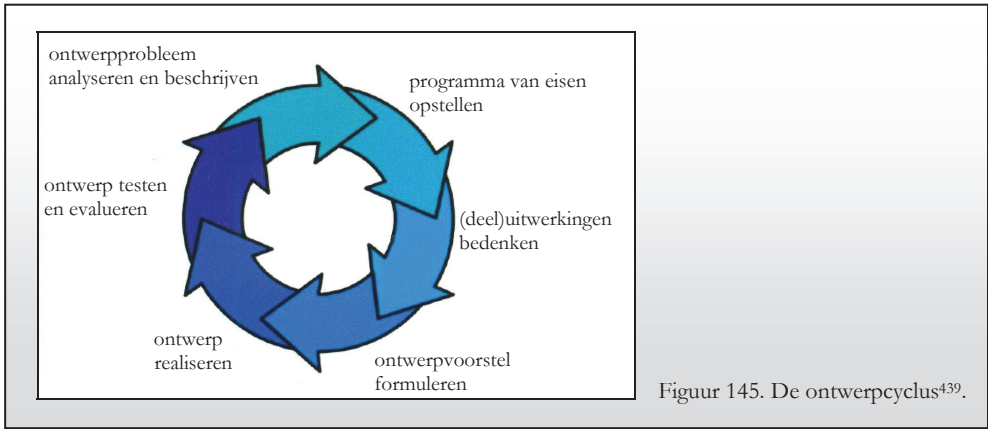 ontwerpprobleem
analyseren en beschrijven
programma van eisen
opstellen
(deel)uitwerkingen
bedenken
ontwerpvoorstel
formuleren
ontwerp
realiseren
ontwerp testen
en evalueren
Figuur 145. De ontwerpcyclus⁴³⁹.